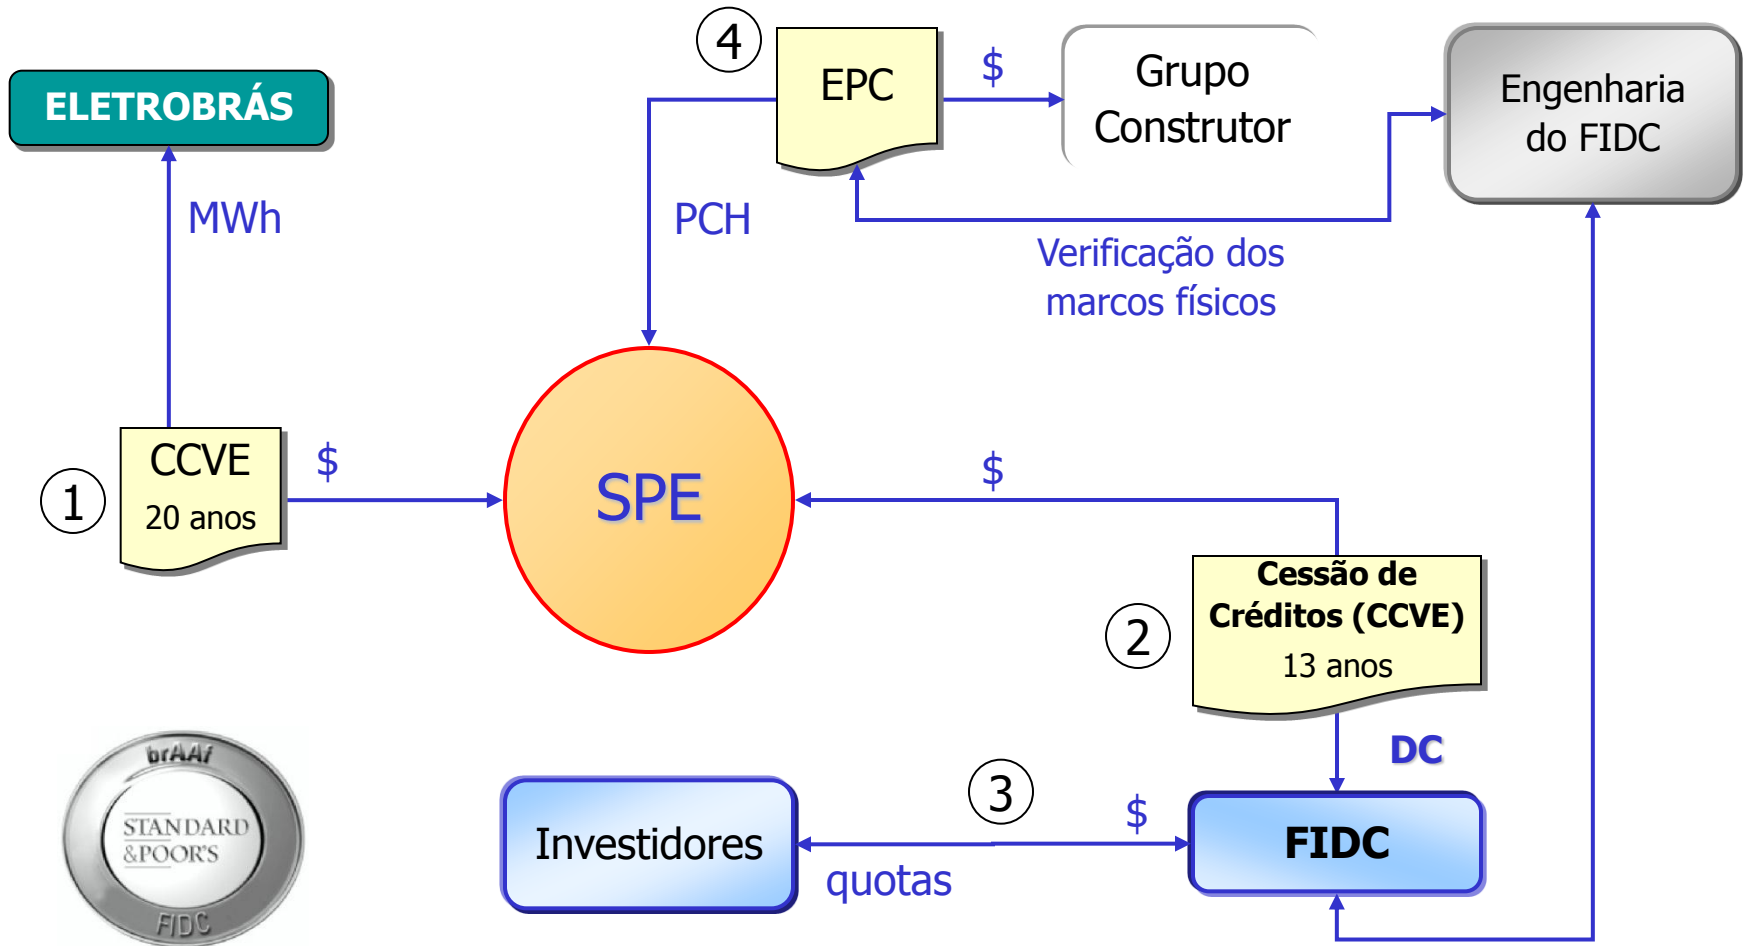 4
EPC
$
Grupo
Construtor
Engenharia
do FIDC
ELETROBRÁS
MWh
PCH
Verificação dos
marcos físicos
1
CCVE
20 anos
$
SPE
$
2
Cessão de
Créditos (CCVE)
13 anos
DC
3
$
Investidores
quotas
FIDC
brAAf
STANDARD
&POOR'S
FIDC